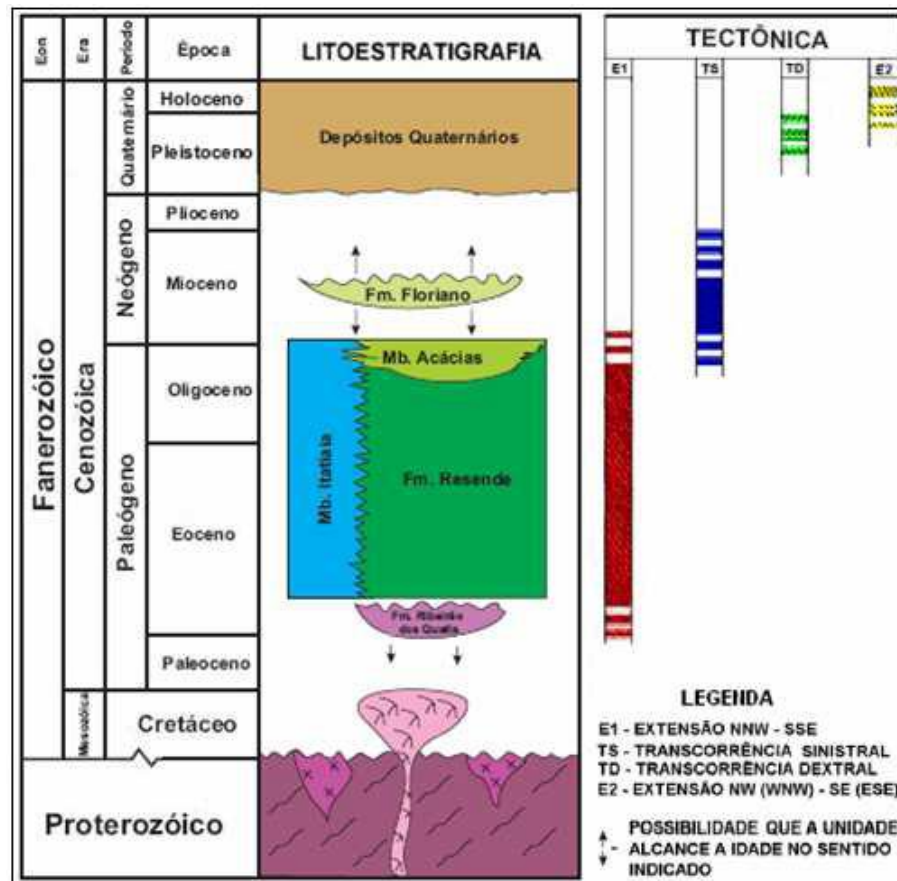 Eon
Era
Período
Época
LITOESTRATIGRAFIA
TECTÔNICA
E1
TS
TD
E2
Fanerozóico
Cenozóica
Mesozóica
Quaternário
Neógeno
Paleógeno
Holoceno
Pleistoceno
Plioceno
Mioceno
Oligoceno
Eoceno
Paleoceno
Cretáceo
Proterozóico
Depósitos Quaternários
Fm. Floriano
Mb. Acácias
Mb. Itatiaia
Fm. Resende
Fm. Ribeirão
dos Quatis
LEGENDA
E1 - EXTENSÃO NNW - SSE
TS - TRANSCORRÊNCIA SINISTRAL
TD - TRANSCORRÊNCIA DEXTRAL
E2 - EXTENSÃO NW (WNW) - SE (ESE)
- POSSIBILIDADE QUE A UNIDADE
ALCANCE A IDADE NO SENTIDO
INDICADO